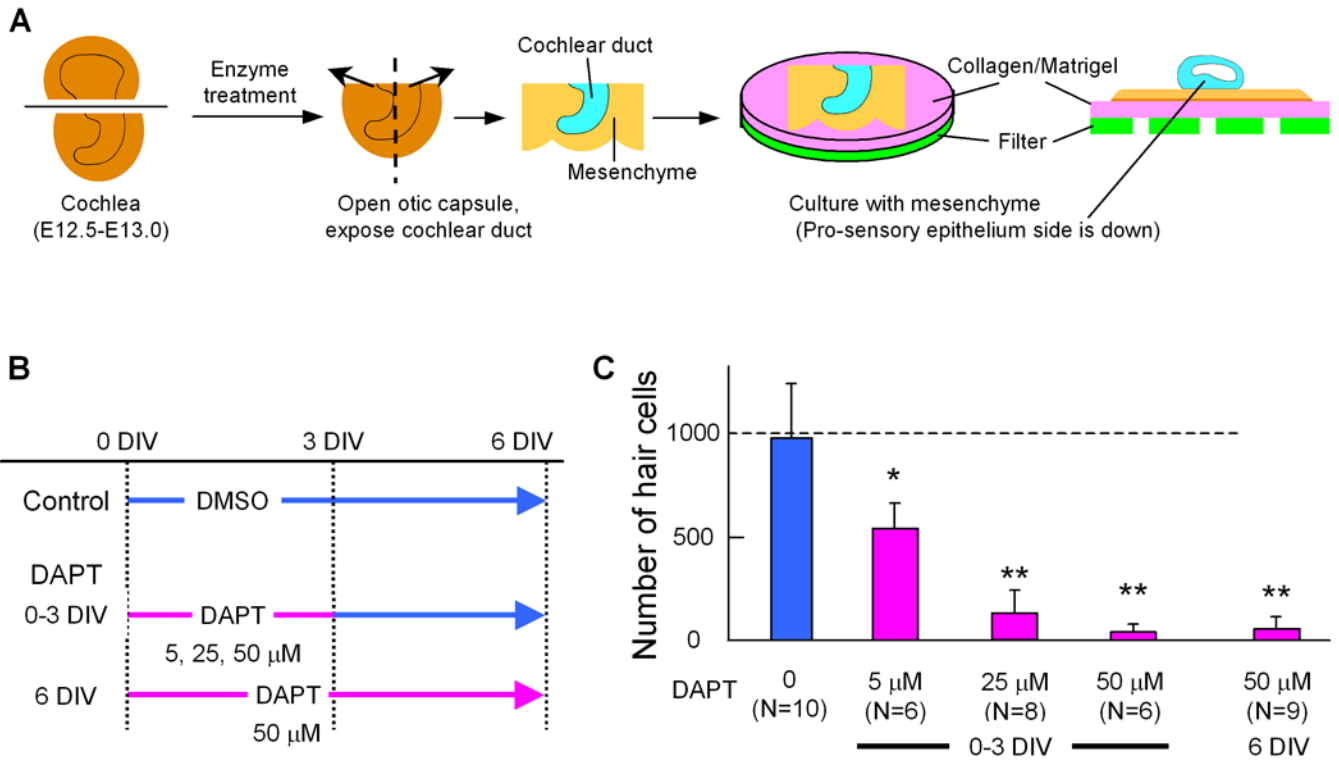 A
Cochlea
(E12.5-E13.0)
Enzyme
treatment
Open otic capsule,
expose cochlear duct
Cochlear duct
Mesenchyme
Collagen/Matrigel
Filter
Culture with mesenchyme
(Pro-sensory epithelium side is down)
B
0 DIV 3 DIV 6 DIV
Control DMSO
DAPT
0-3 DIV DAPT
5, 25, 50 μM
6 DIV DAPT
50 μM
C
Number of hair cells
1000
500
0
*
**
**
**
DAPT 0 5 μM 25 μM 50 μM 50 μM
(N=10) (N=6) (N=8) (N=6) (N=9)
0-3 DIV 6 DIV